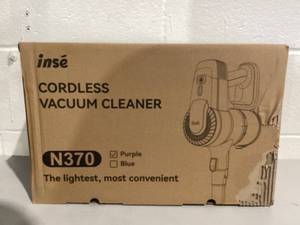 insé
CORDLESS
VACUUM CLEANER
N370
Purple
Blue
The lightest, most convenient